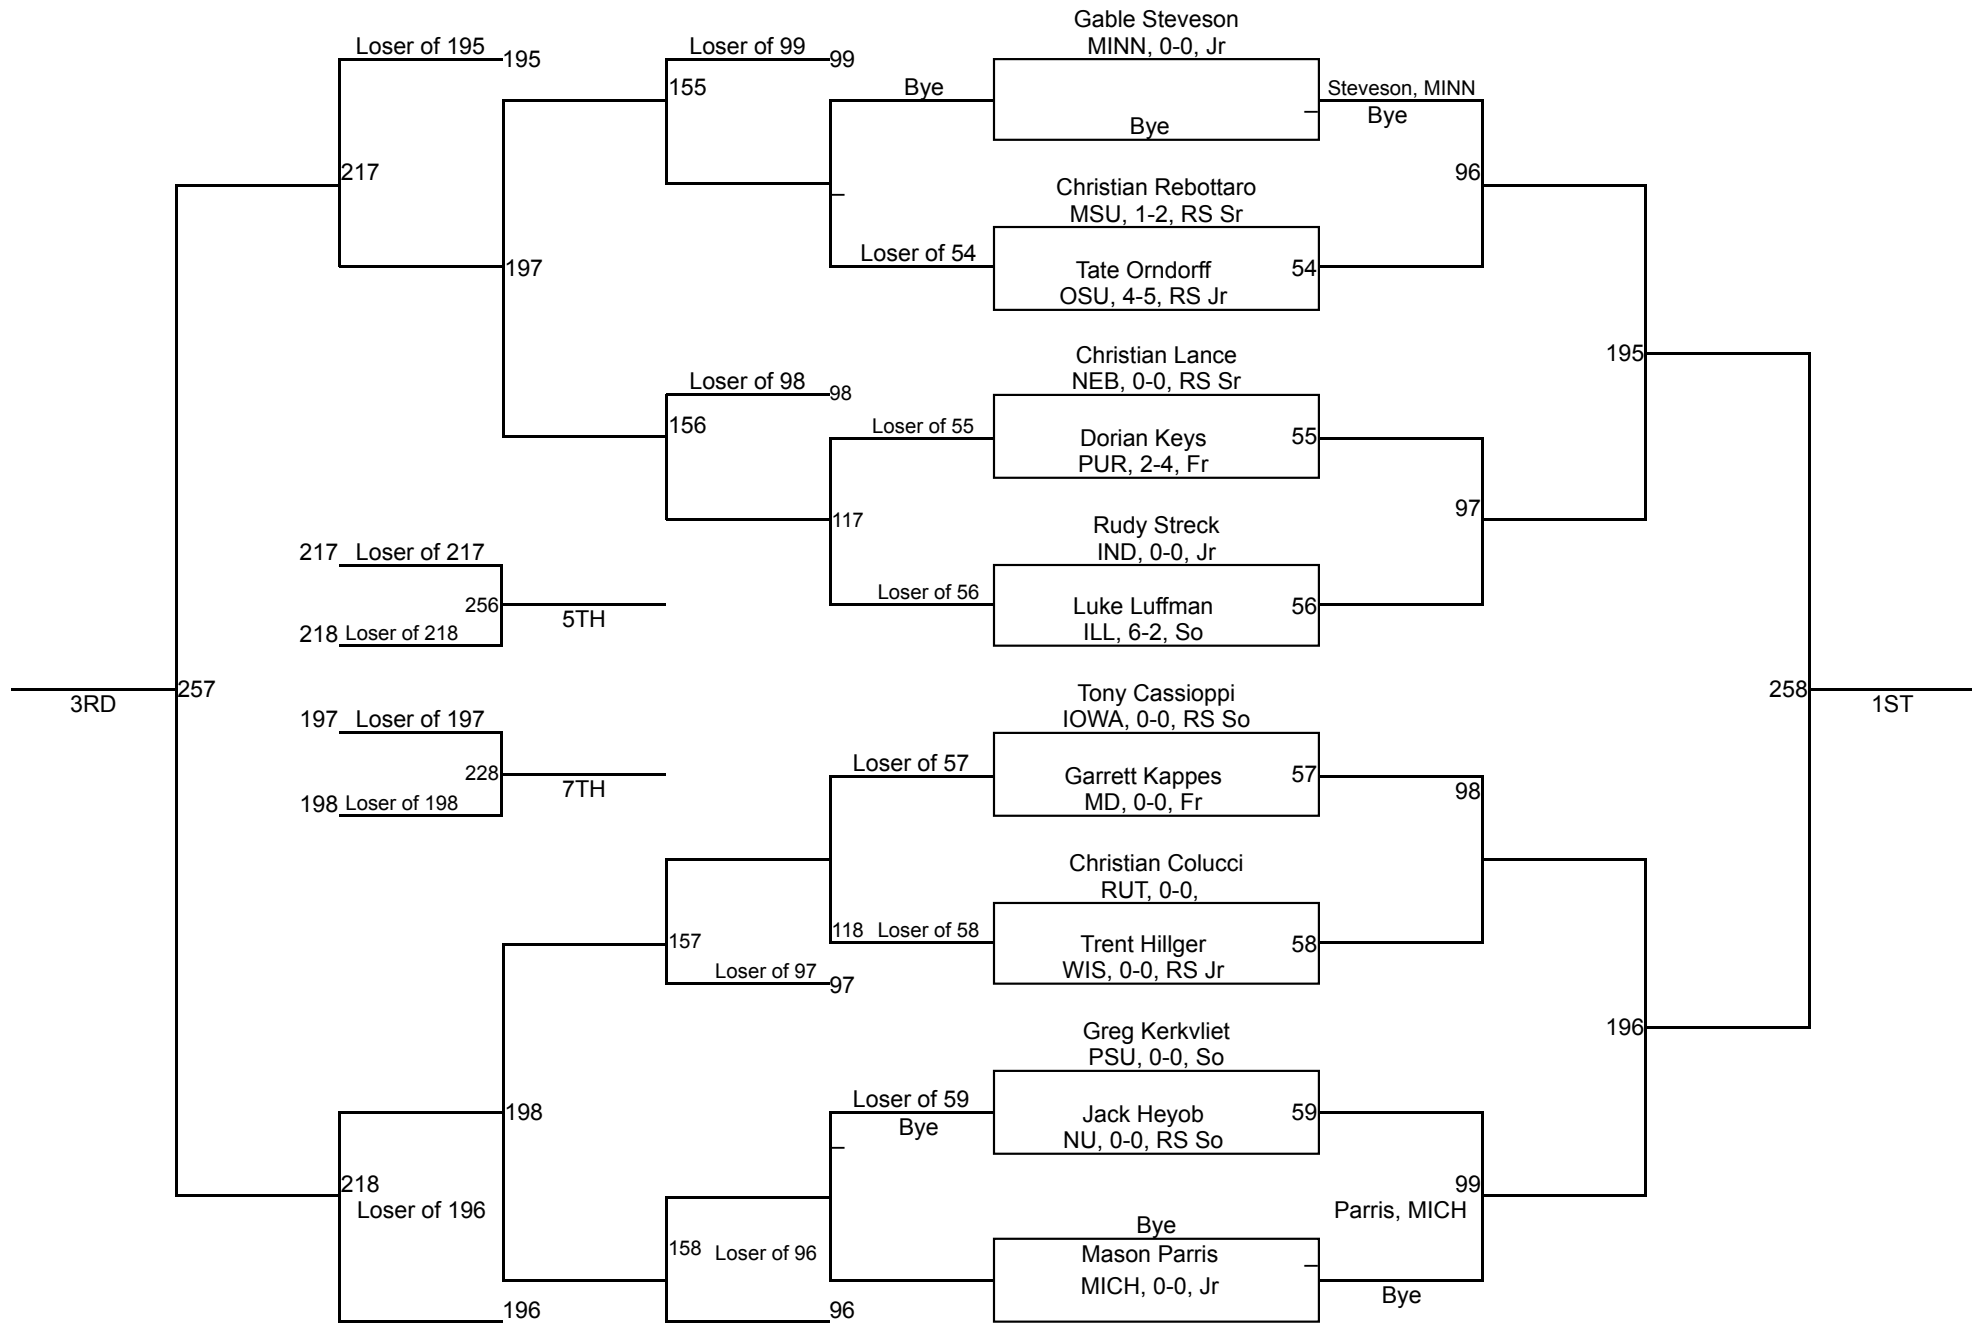 Gable Steveson
Loser of 195
195
Loser of 99
99
MINN, 0-0, Jr
155
Bye
Steveson, MINN
Bye
Bye
217
96
Christian Rebottaro
MSU, 1-2, RS Sr
197
Loser of 54
Tate Orndorff
54
OSU, 4-5, RS Jr
Christian Lance
195
Loser of 98
98
NEB, 0-0, RS Sr
156
Loser of 55
Dorian Keys
55
PUR, 2-4, Fr
97
117
Rudy Streck
217
Loser of 217
IND, 0-0, Jr
256
5TH
Loser of 56
Luke Luffman
56
218
Loser of 218
ILL, 6-2, So
3RD
257
Tony Cassioppi
258
1ST
197
Loser of 197
IOWA, 0-0, RS So
228
7TH
Loser of 57
Garrett Kappes
57
98
198
Loser of 198
MD, 0-0, Fr
Christian Colucci
RUT, 0-0,
157
118
Loser of 58
Trent Hillger
58
Loser of 97
97
WIS, 0-0, RS Jr
Greg Kerkvliet
196
PSU, 0-0, So
198
Loser of 59
Bye
Jack Heyob
59
NU, 0-0, RS So
218
Loser of 196
99
Parris, MICH
Bye
158
Loser of 96
Mason Parris
MICH, 0-0, Jr
Bye
196
96